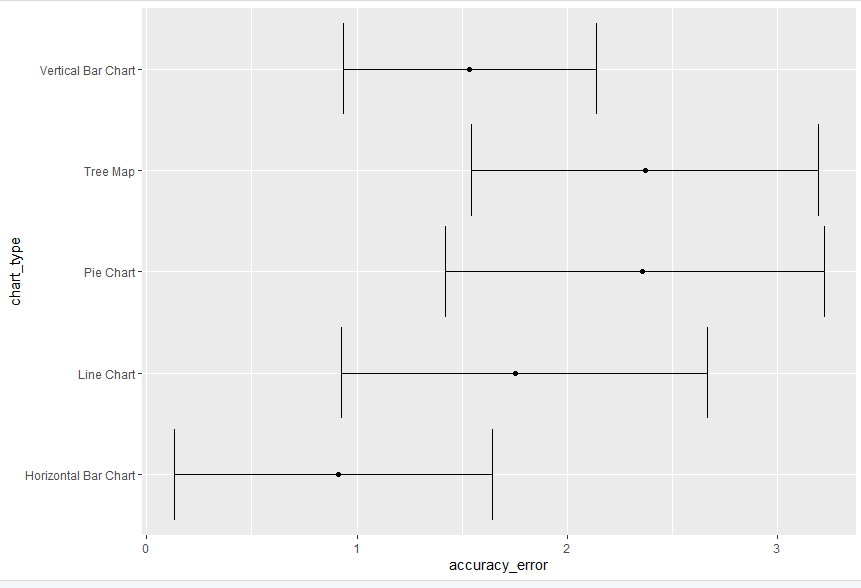 Vertical Bar Chart
Tree Map
Pie Chart
Line Chart
Horizontal Bar Chart
chart_type
0 1 2 3
accuracy_error